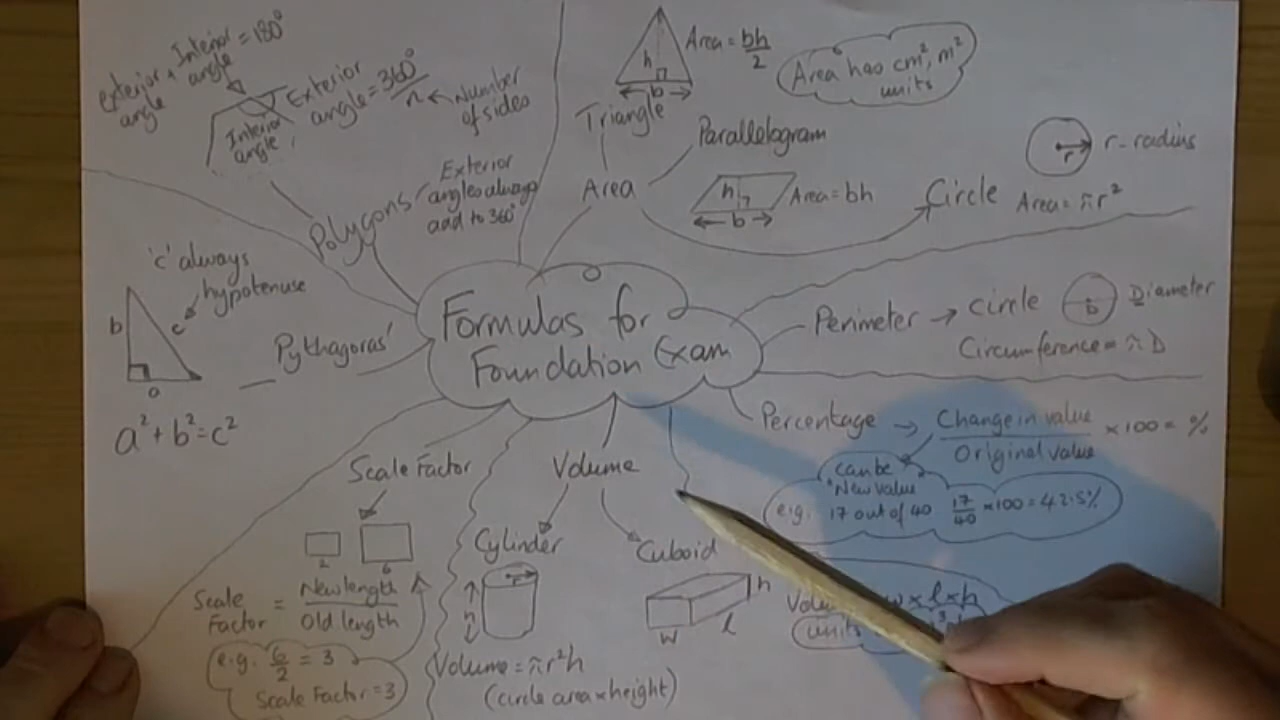 Formulas for
Foundation Exam
Polygons
exterior + Interior = 180°
angle angle
Interior
angle
Exterior
angle = 360°
n
Number
of sides
Exterior
angles always
add to 360°
Area
Triangle
h
b
Area = bh
2
Area has cm², m²
units
Parallelogram
h
b
Area = bh
Circle
r
r - radius
Area = πr²
Perimeter → Circle
D
Diameter
Circumference = πD
Percentage → Change in value × 100 = %
Original value
can be
"New value
e.g. 17 out of 40 17 × 100 = 42.5%
40
Volume
Cylinder
r
h
Volume = πr²h
(circle area × height)
Cuboid
h
w
l
w × l × h
units
Scale Factor
2
6
Scale
Factor = New length
Old length
e.g. 6 = 3
2
Scale Factor = 3
Pythagoras'
'c' always
hypotenuse
b
c
a
a² + b² = c²